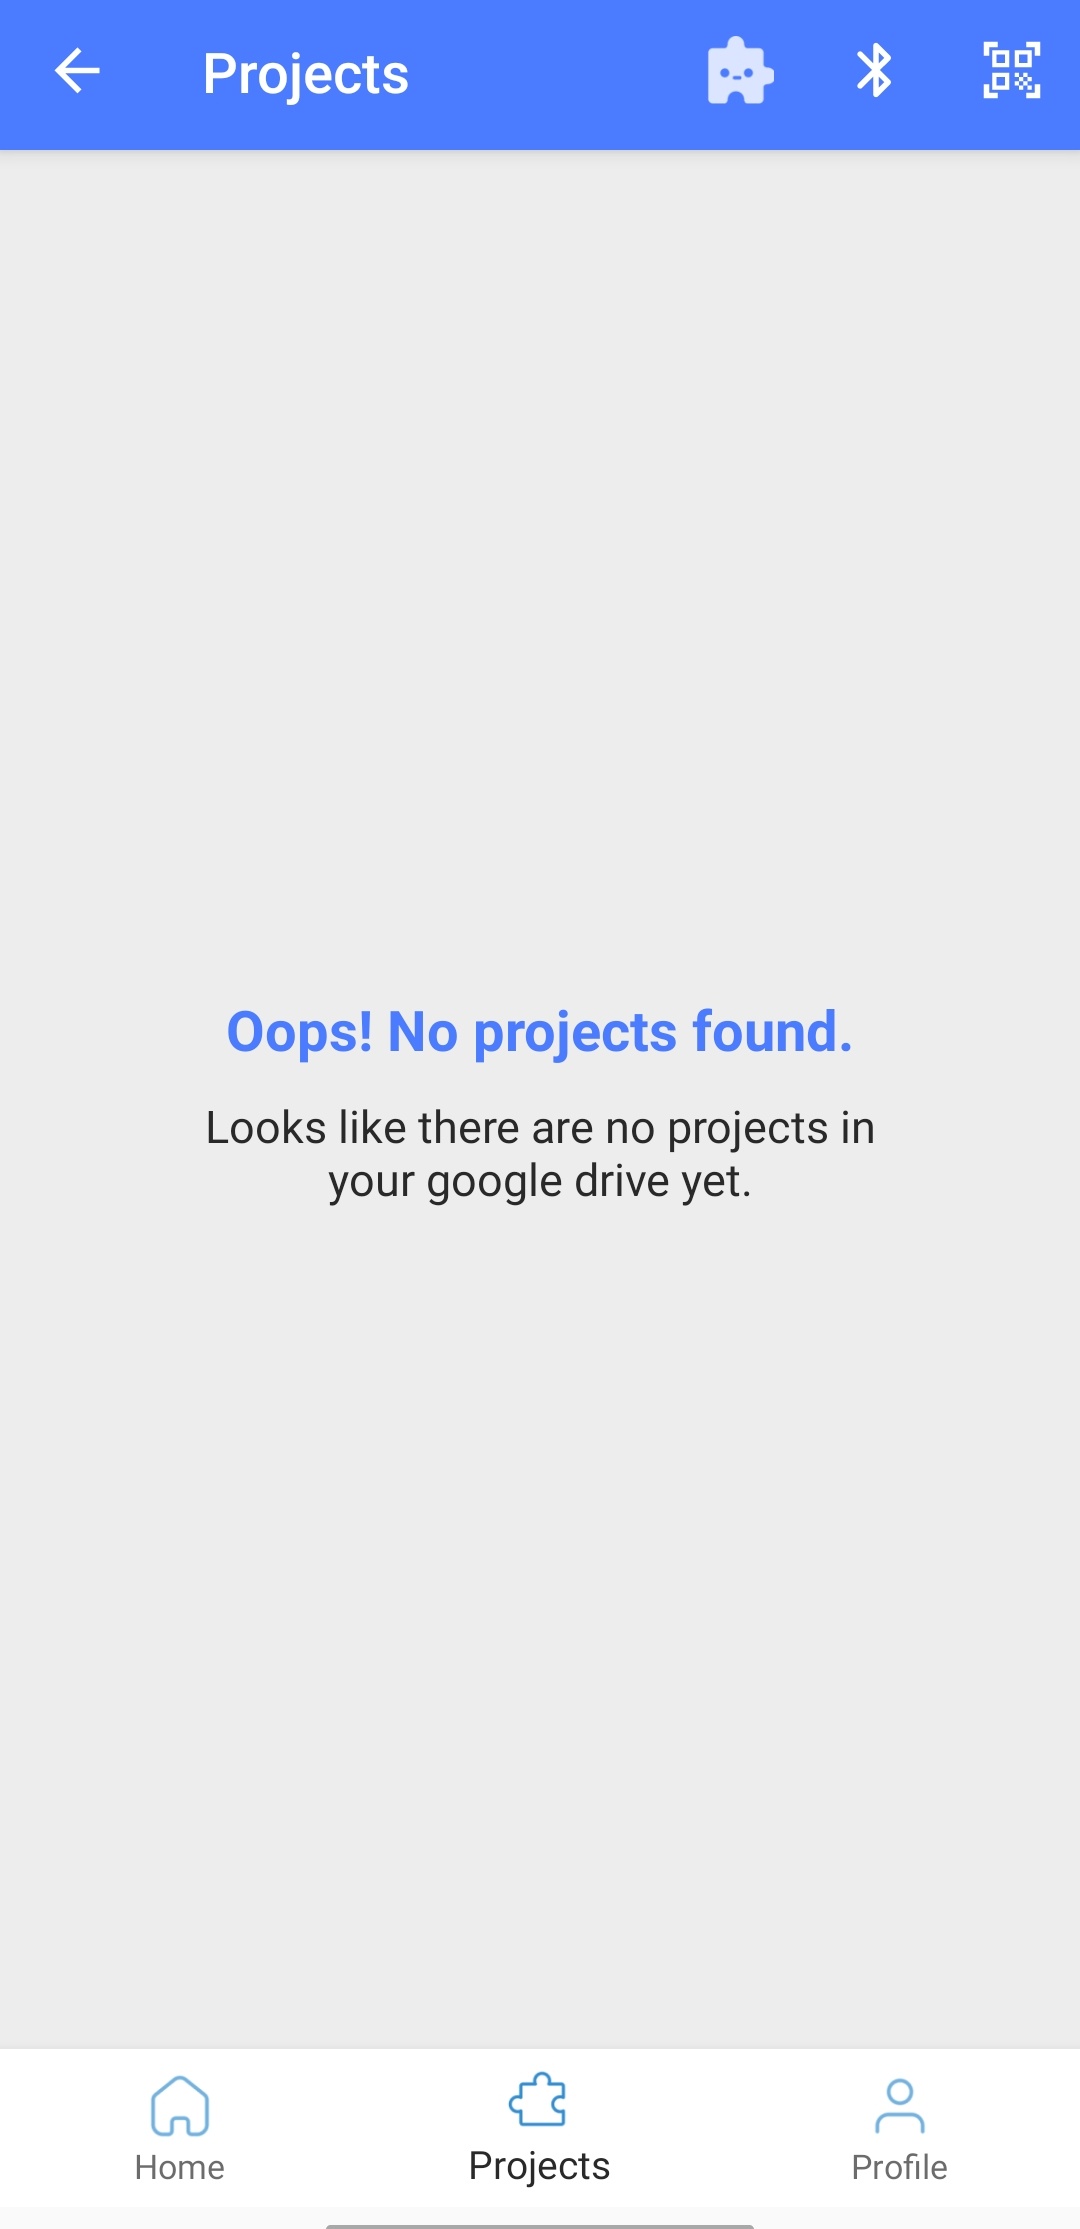 Projects
Oops! No projects found.
Looks like there are no projects in
your google drive yet.
Home
Projects
Profile